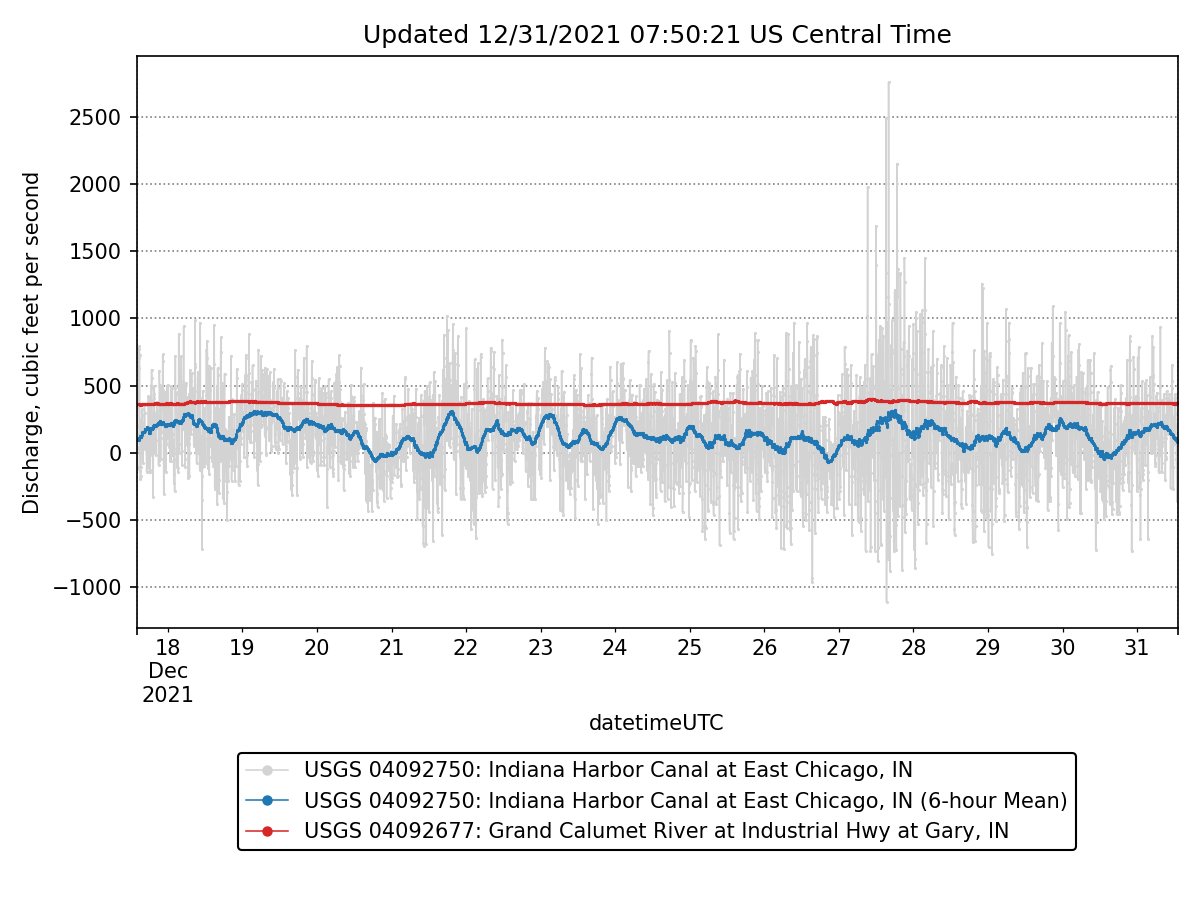 Updated 12/31/2021 07:50:21 US Central Time
Discharge, cubic feet per second
2500
2000
1500
1000
500
0
−500
−1000
18 19 20 21 22 23 24 25 26 27 28 29 30 31
Dec
2021
datetimeUTC
USGS 04092750: Indiana Harbor Canal at East Chicago, IN
USGS 04092750: Indiana Harbor Canal at East Chicago, IN (6-hour Mean)
USGS 04092677: Grand Calumet River at Industrial Hwy at Gary, IN